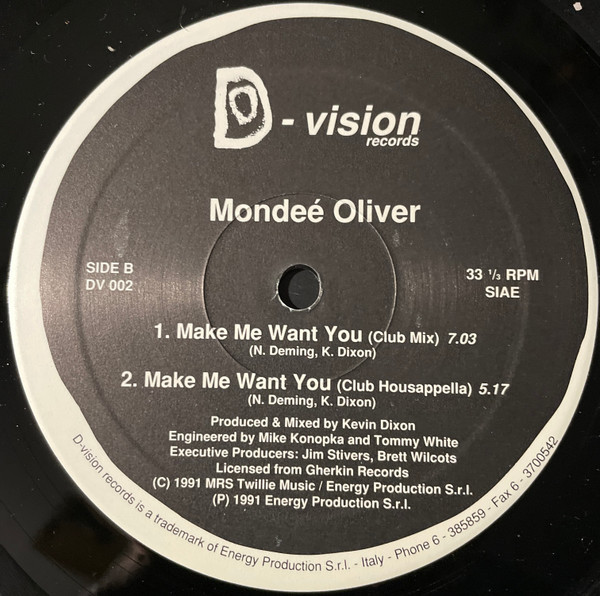 D - vision
records
Mondeé Oliver
SIDE B
DV 002
33 1/3 RPM
SIAE
1. Make Me Want You (Club Mix) 7.03
(N. Deming, K. Dixon)
2. Make Me Want You (Club Housappella) 5.17
(N. Deming, K. Dixon)
Produced & Mixed by Kevin Dixon
Engineered by Mike Konopka and Tommy White
Executive Producers: Jim Stivers, Brett Wilcots
Licensed from Gherkin Records
(C) 1991 MRS Twillie Music / Energy Production S.r.l.
(P) 1991 Energy Production S.r.l.
D-vision records is a trademark of Energy Production S.r.l. - Italy - Phone 6 - 385859 - Fax 6 - 3700542